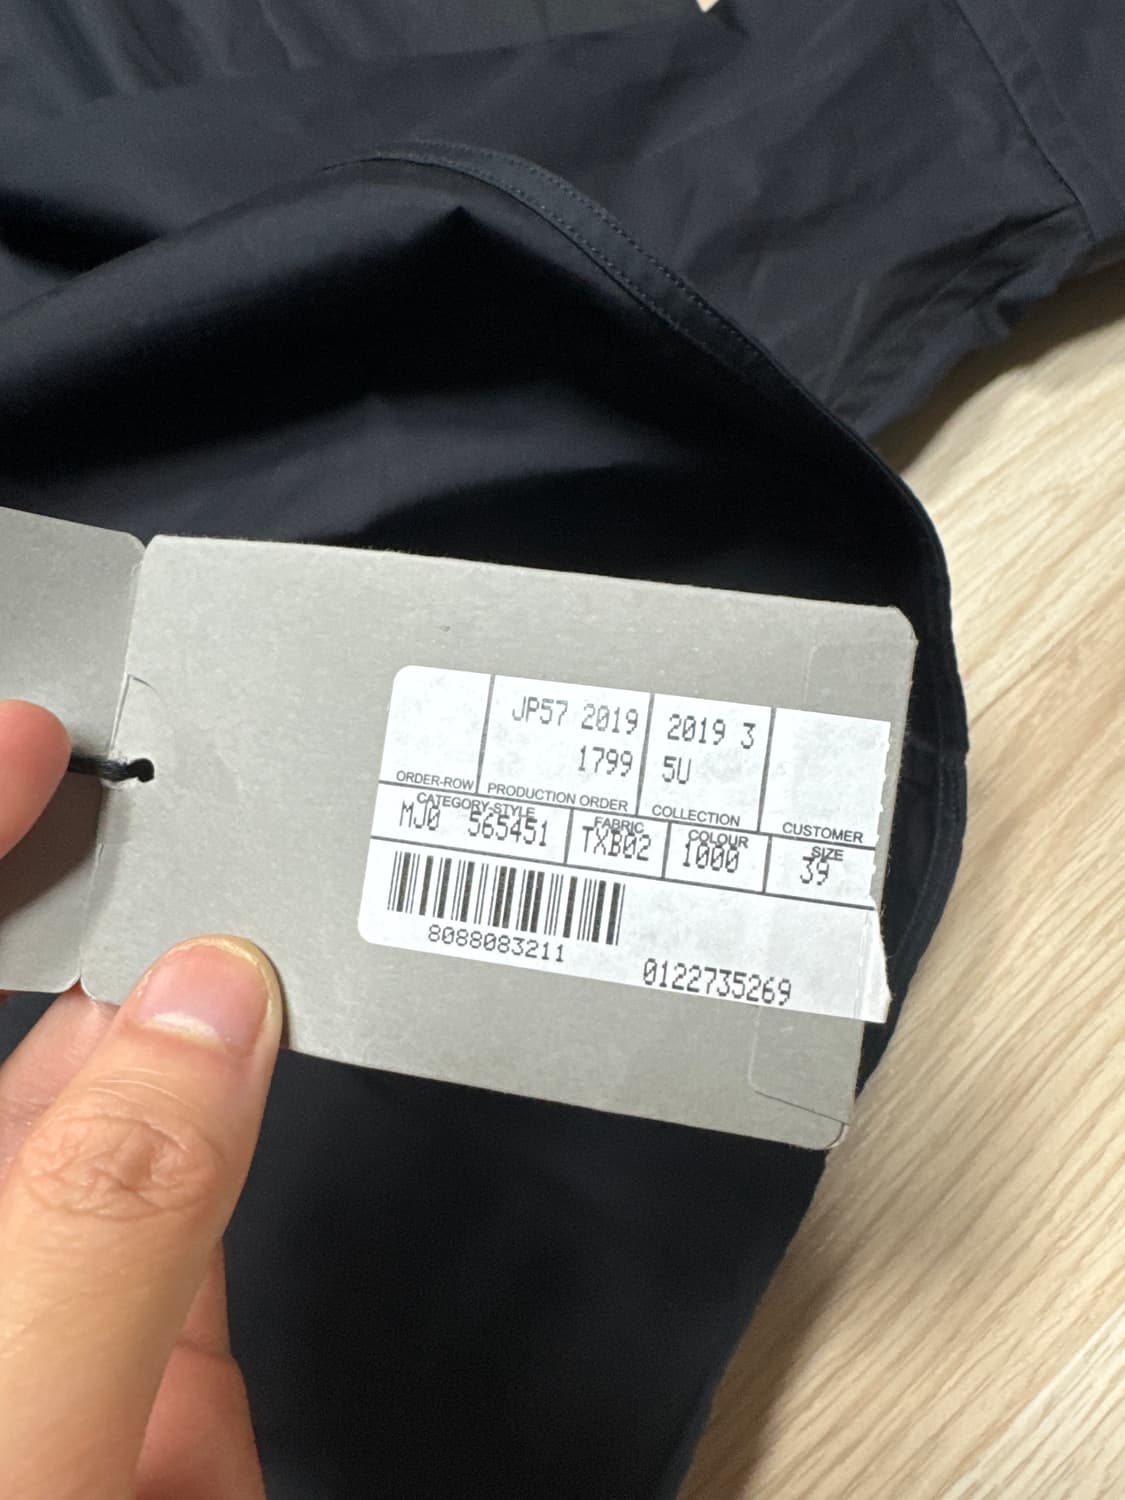 JP57 2019
1799
2019 3
5U
ORDER-ROW
PRODUCTION ORDER
COLLECTION
CUSTOMER
CATEGORY-STYLE
MJ0 565451
FABRIC
TXB02
COLOUR
1000
SIZE
39
8088083211
0122735269